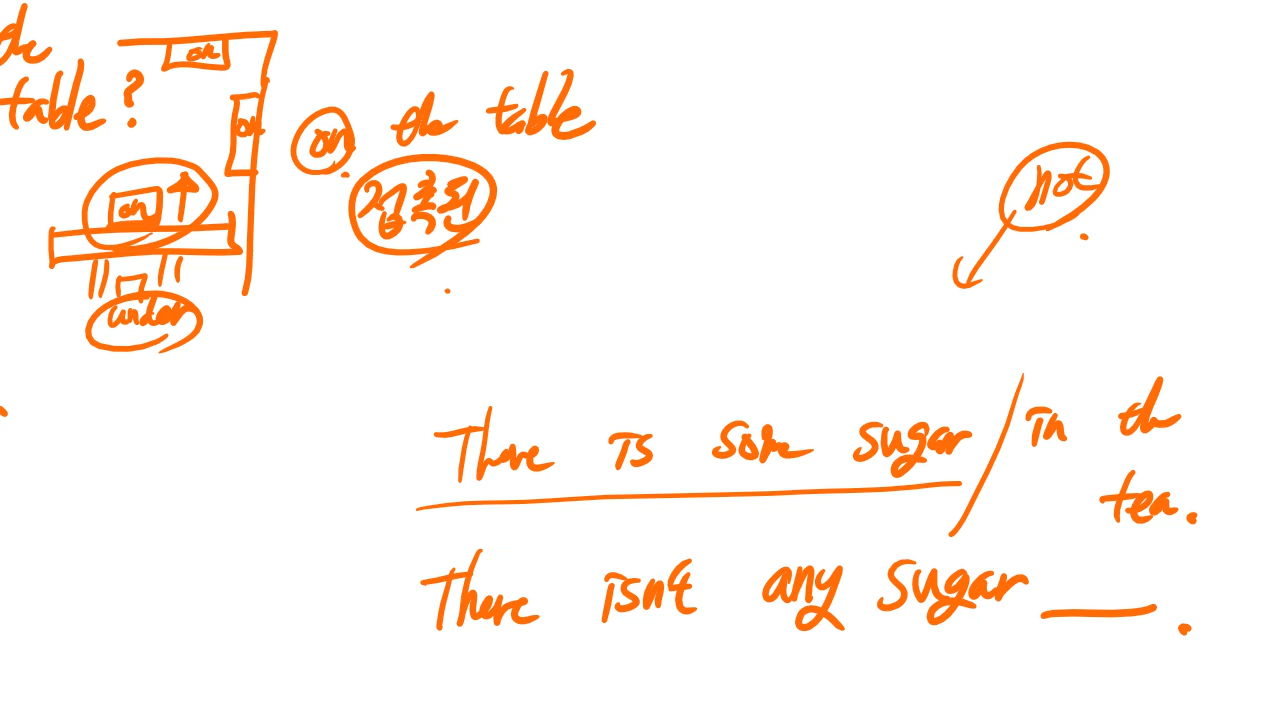 the
table?
on
on
on
under
on the table
접촉된
not
There is some sugar / in the
tea.
There isn't any sugar ___.